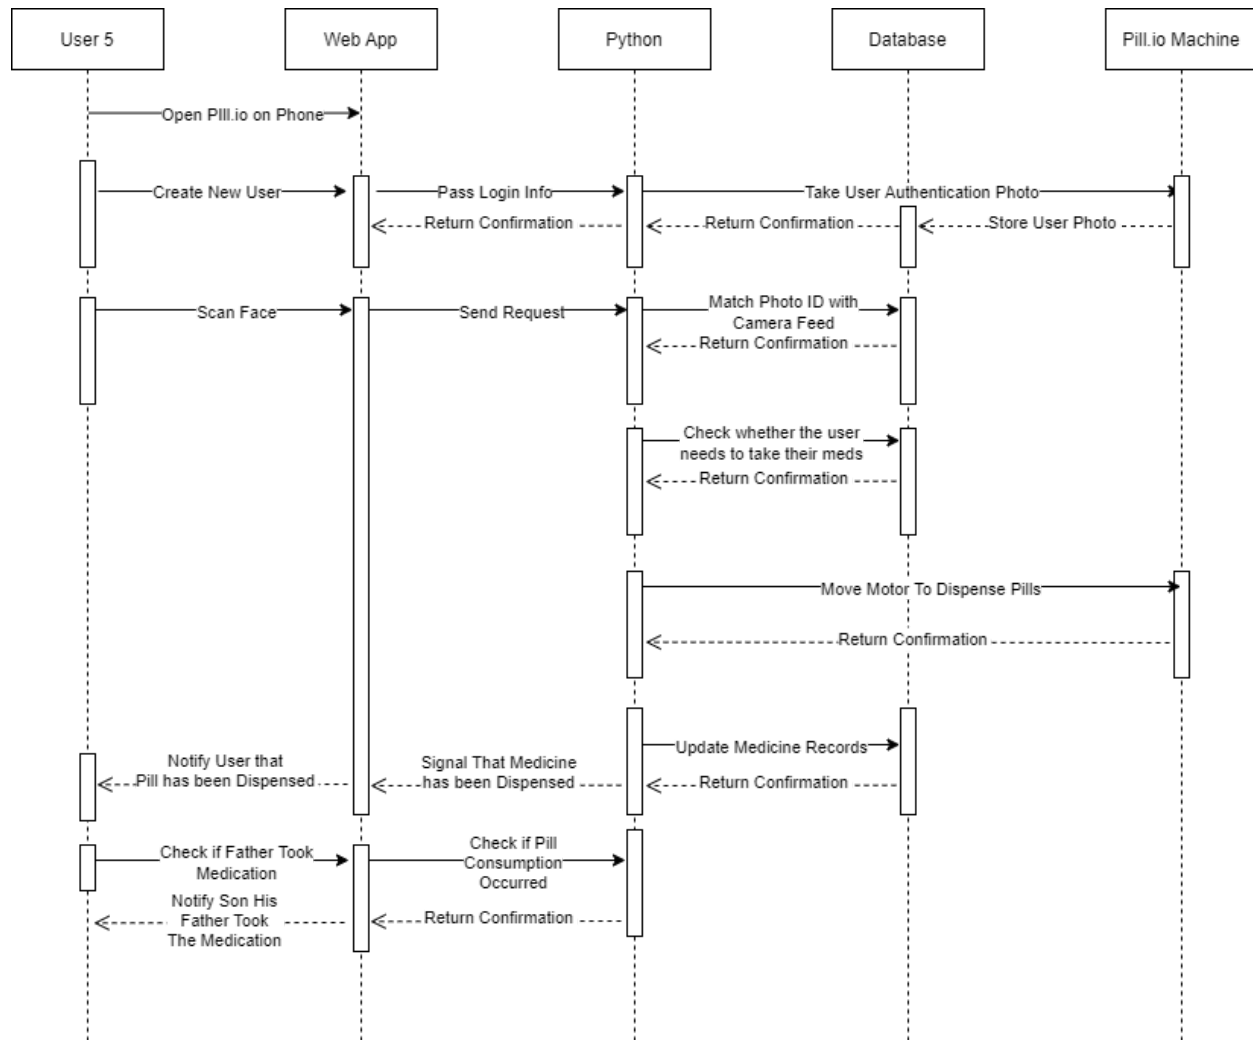 User 5
Web App
Python
Database
Pill.io Machine
Open PIll.io on Phone
Create New User
Pass Login Info
Take User Authentication Photo
Return Confirmation
Return Confirmation
Store User Photo
Scan Face
Send Request
Match Photo ID with
Camera Feed
Return Confirmation
Check whether the user
needs to take their meds
Return Confirmation
Move Motor To Dispense Pills
Return Confirmation
Update Medicine Records
Notify User that
Pill has been Dispensed
Signal That Medicine
has been Dispensed
Return Confirmation
Check if Father Took
Medication
Check if Pill
Consumption
Occurred
Notify Son His
Father Took
The Medication
Return Confirmation